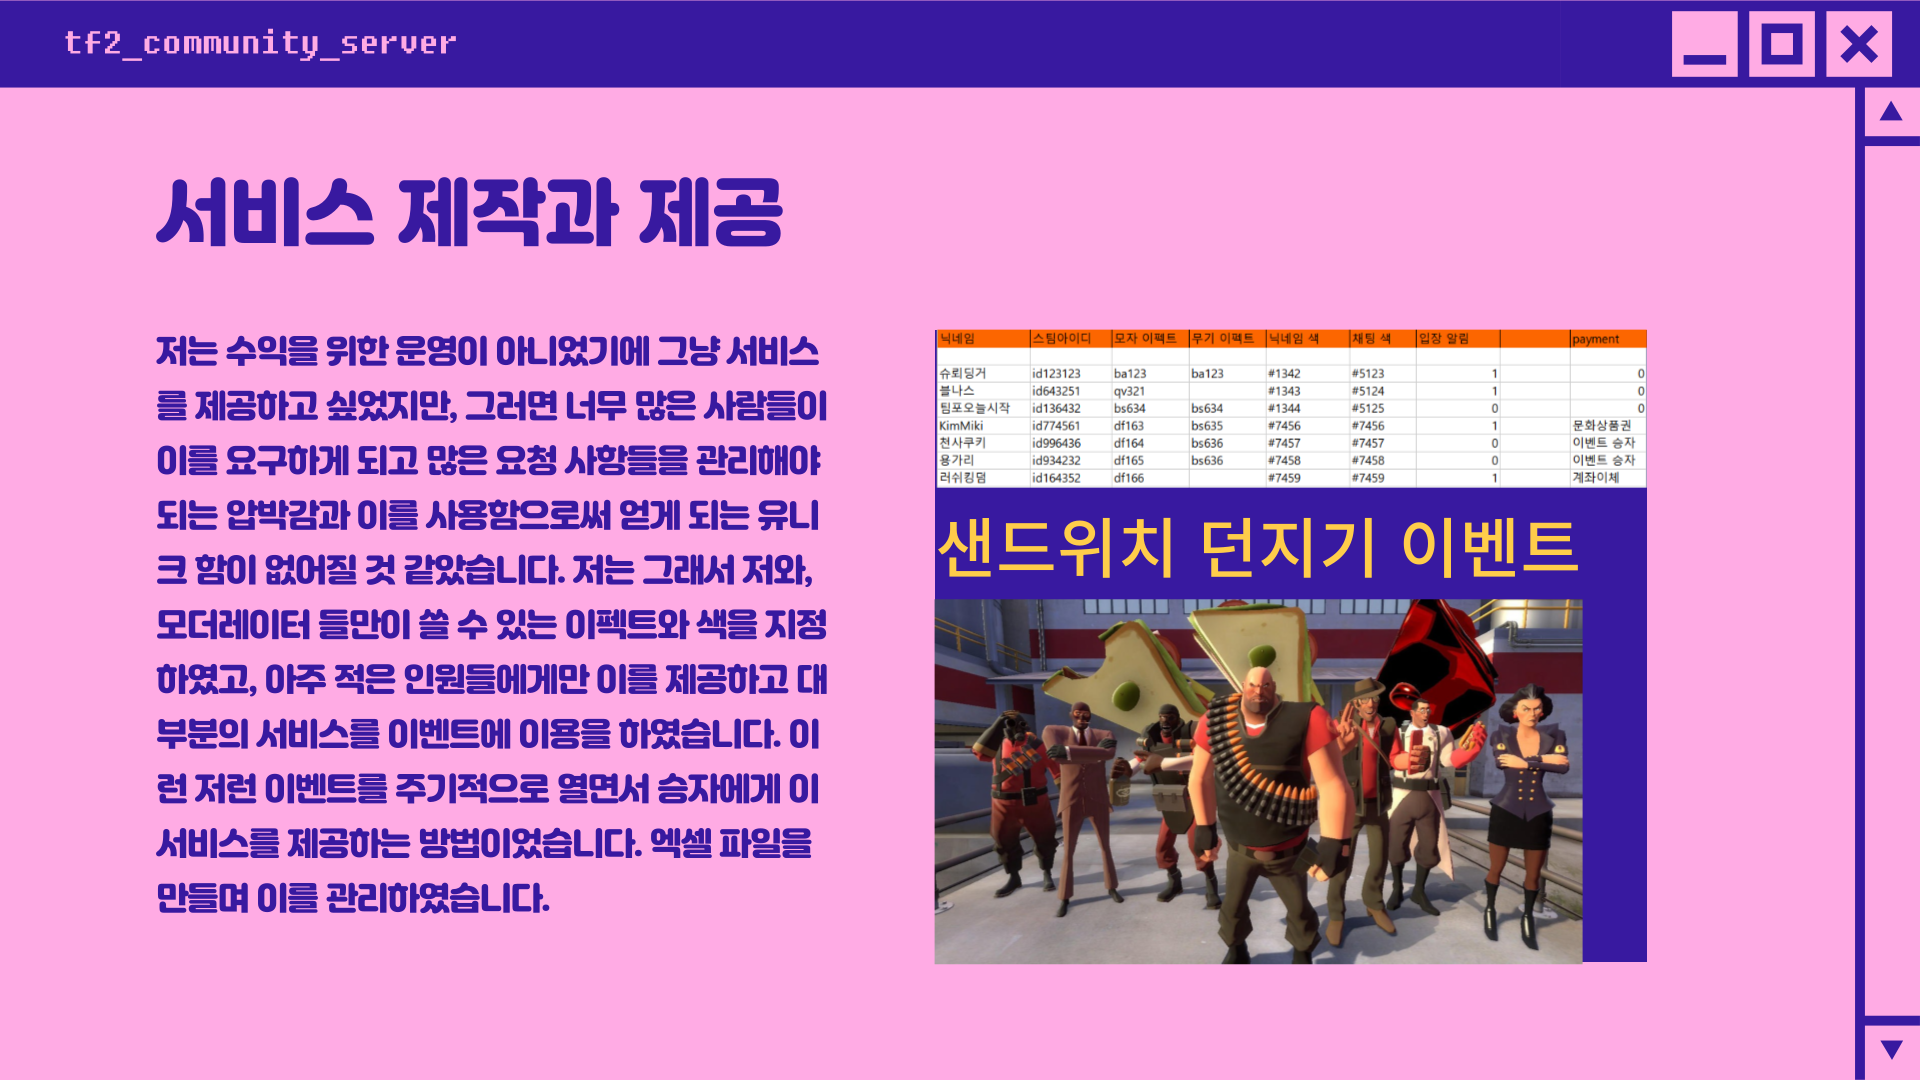 tf2_community_server
서비스 제작과 제공
저는 수익을 위한 운영이 아니었기에 그냥 서비스
를 제공하고 싶었지만, 그러면 너무 많은 사람들이
이를 요구하게 되고 많은 요청 사항들을 관리해야
되는 압박감과 이를 사용함으로써 얻게 되는 유니
크 함이 없어질 것 같았습니다. 저는 그래서 저와,
모더레이터 들만이 쓸 수 있는 이펙트와 색을 지정
하였고, 아주 적은 인원들에게만 이를 제공하고 대
부분의 서비스를 이벤트에 이용을 하였습니다. 이
런 저런 이벤트를 주기적으로 열면서 승자에게 이
서비스를 제공하는 방법이었습니다. 엑셀 파일을
만들며 이를 관리하였습니다.
닉네임 스팀아이디 모자 이펙트 무기 이펙트 닉네임 색 채팅 색 입장 알림 payment
슈뢰딩거 id123123 ba123 ba123 #1342 #5123 1 0
블나스 id643251 qv321 #1343 #5124 1 0
팀포오늘시작 id136432 bs634 bs634 #1344 #5125 0 0
KimMiki id774561 df163 bs635 #7456 #7456 1 문화상품권
천사쿠키 id996436 df164 bs636 #7457 #7457 0 이벤트 승자
용가리 id934232 df165 bs636 #7458 #7458 0 이벤트 승자
러쉬킹덤 id164352 df166 #7459 #7459 1 계좌이체
샌드위치 던지기 이벤트